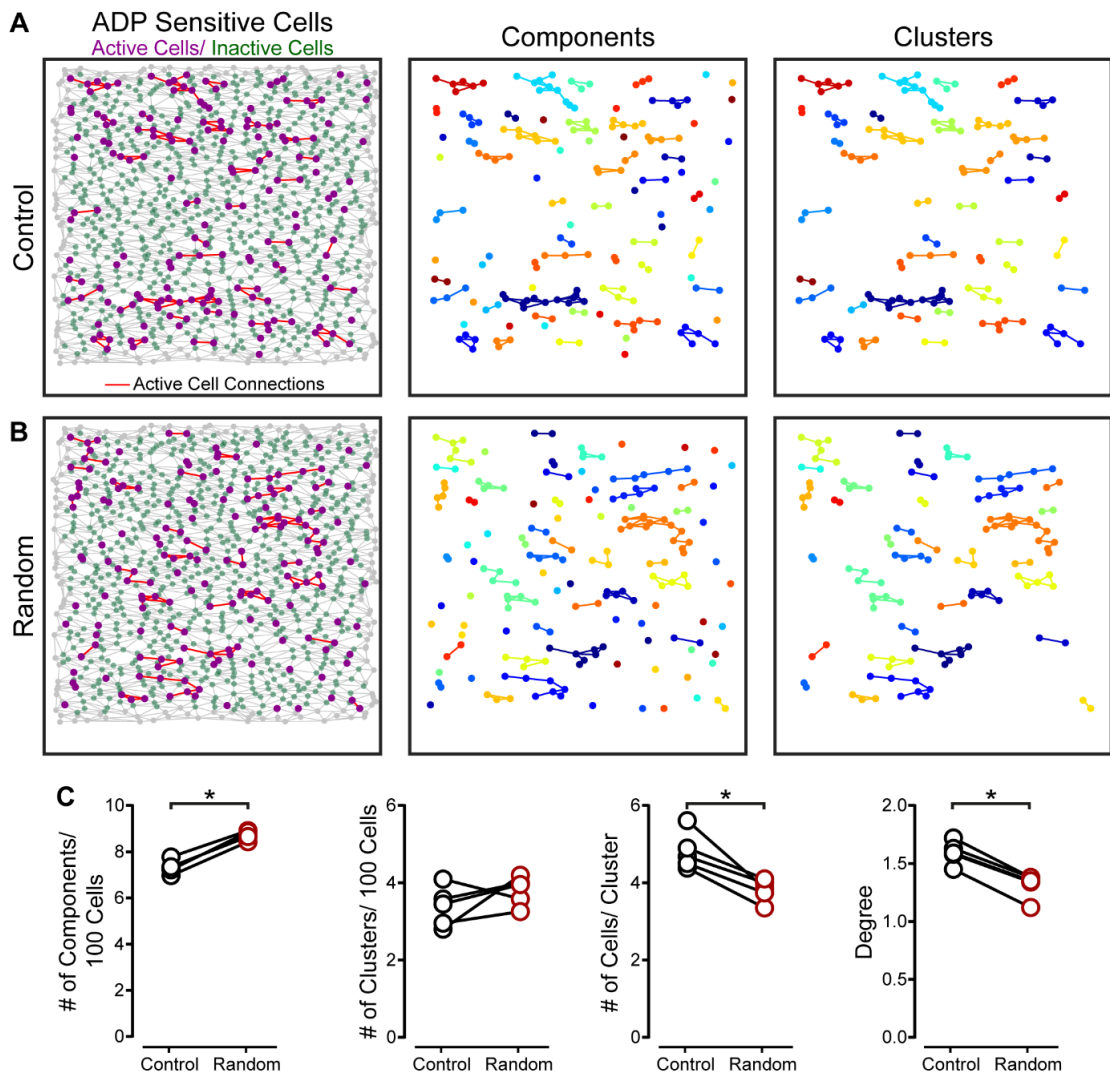 A
ADP Sensitive Cells
Active Cells/ Inactive Cells
Components
Clusters
Control
Active Cell Connections
B
Random
C
# of Components/
100 Cells
10
8
6
4
2
0
*
Control
Random
# of Clusters/ 100 Cells
6
4
2
0
Control
Random
# of Cells/ Cluster
6
4
2
0
*
Control
Random
Degree
2.0
1.5
1.0
0.5
0.0
*
Control
Random